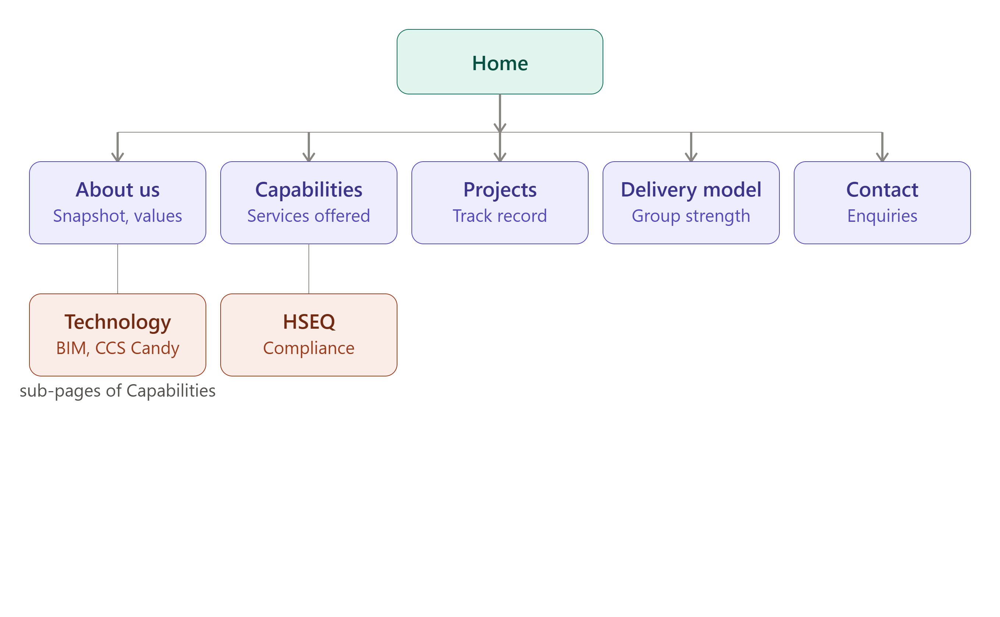 Home
About us
Snapshot, values
Capabilities
Services offered
Projects
Track record
Delivery model
Group strength
Contact
Enquiries
Technology
BIM, CCS Candy
HSEQ
Compliance
sub-pages of Capabilities